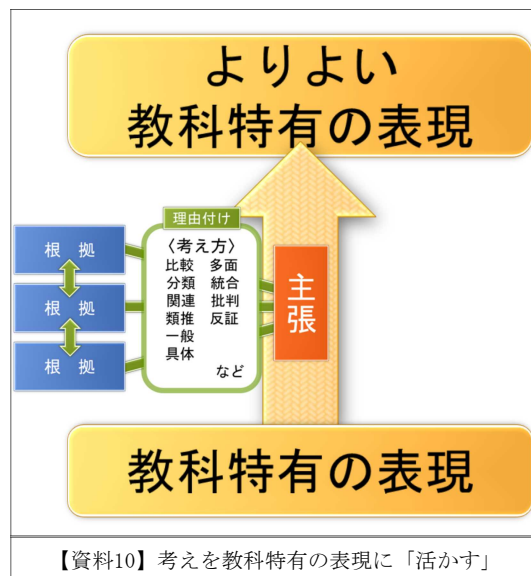 よりよい
教科特有の表現
理由付け
根　拠
根　拠
根　拠
〈考え方〉
比較　多面
分類　統合
関連　批判
類推　反証
一般
具体
など
主張
教科特有の表現
【資料10】考えを教科特有の表現に「活かす」